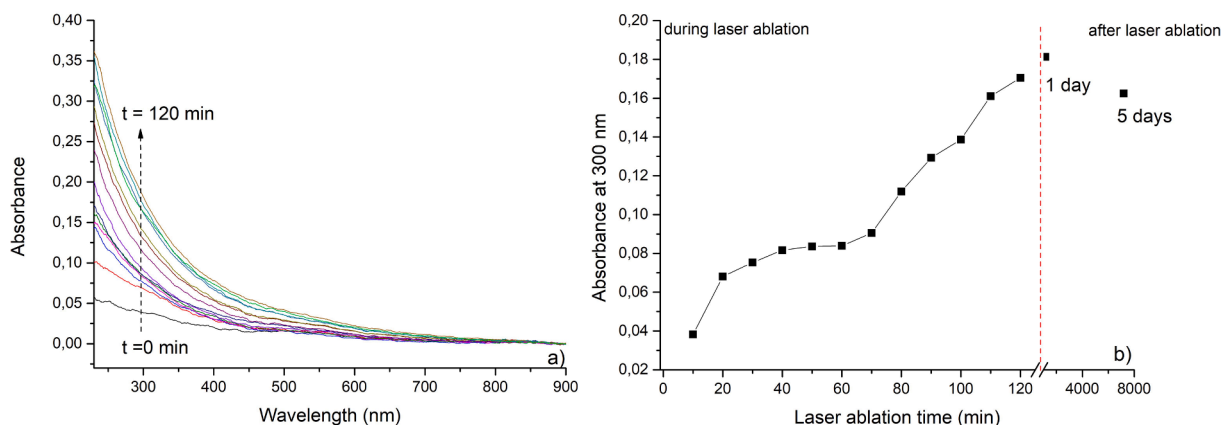 0,40
0,35
0,30
0,25
0,20
0,15
0,10
0,05
0,00
Absorbance
t = 120 min
t =0 min
a)
300 400 500 600 700 800 900
Wavelength (nm)
0,20
0,18
0,16
0,14
0,12
0,10
0,08
0,06
0,04
0,02
Absorbance at 300 nm
during laser ablation
after laser ablation
1 day
5 days
b)
0 20 40 60 80 100 120 4000 8000
Laser ablation time (min)